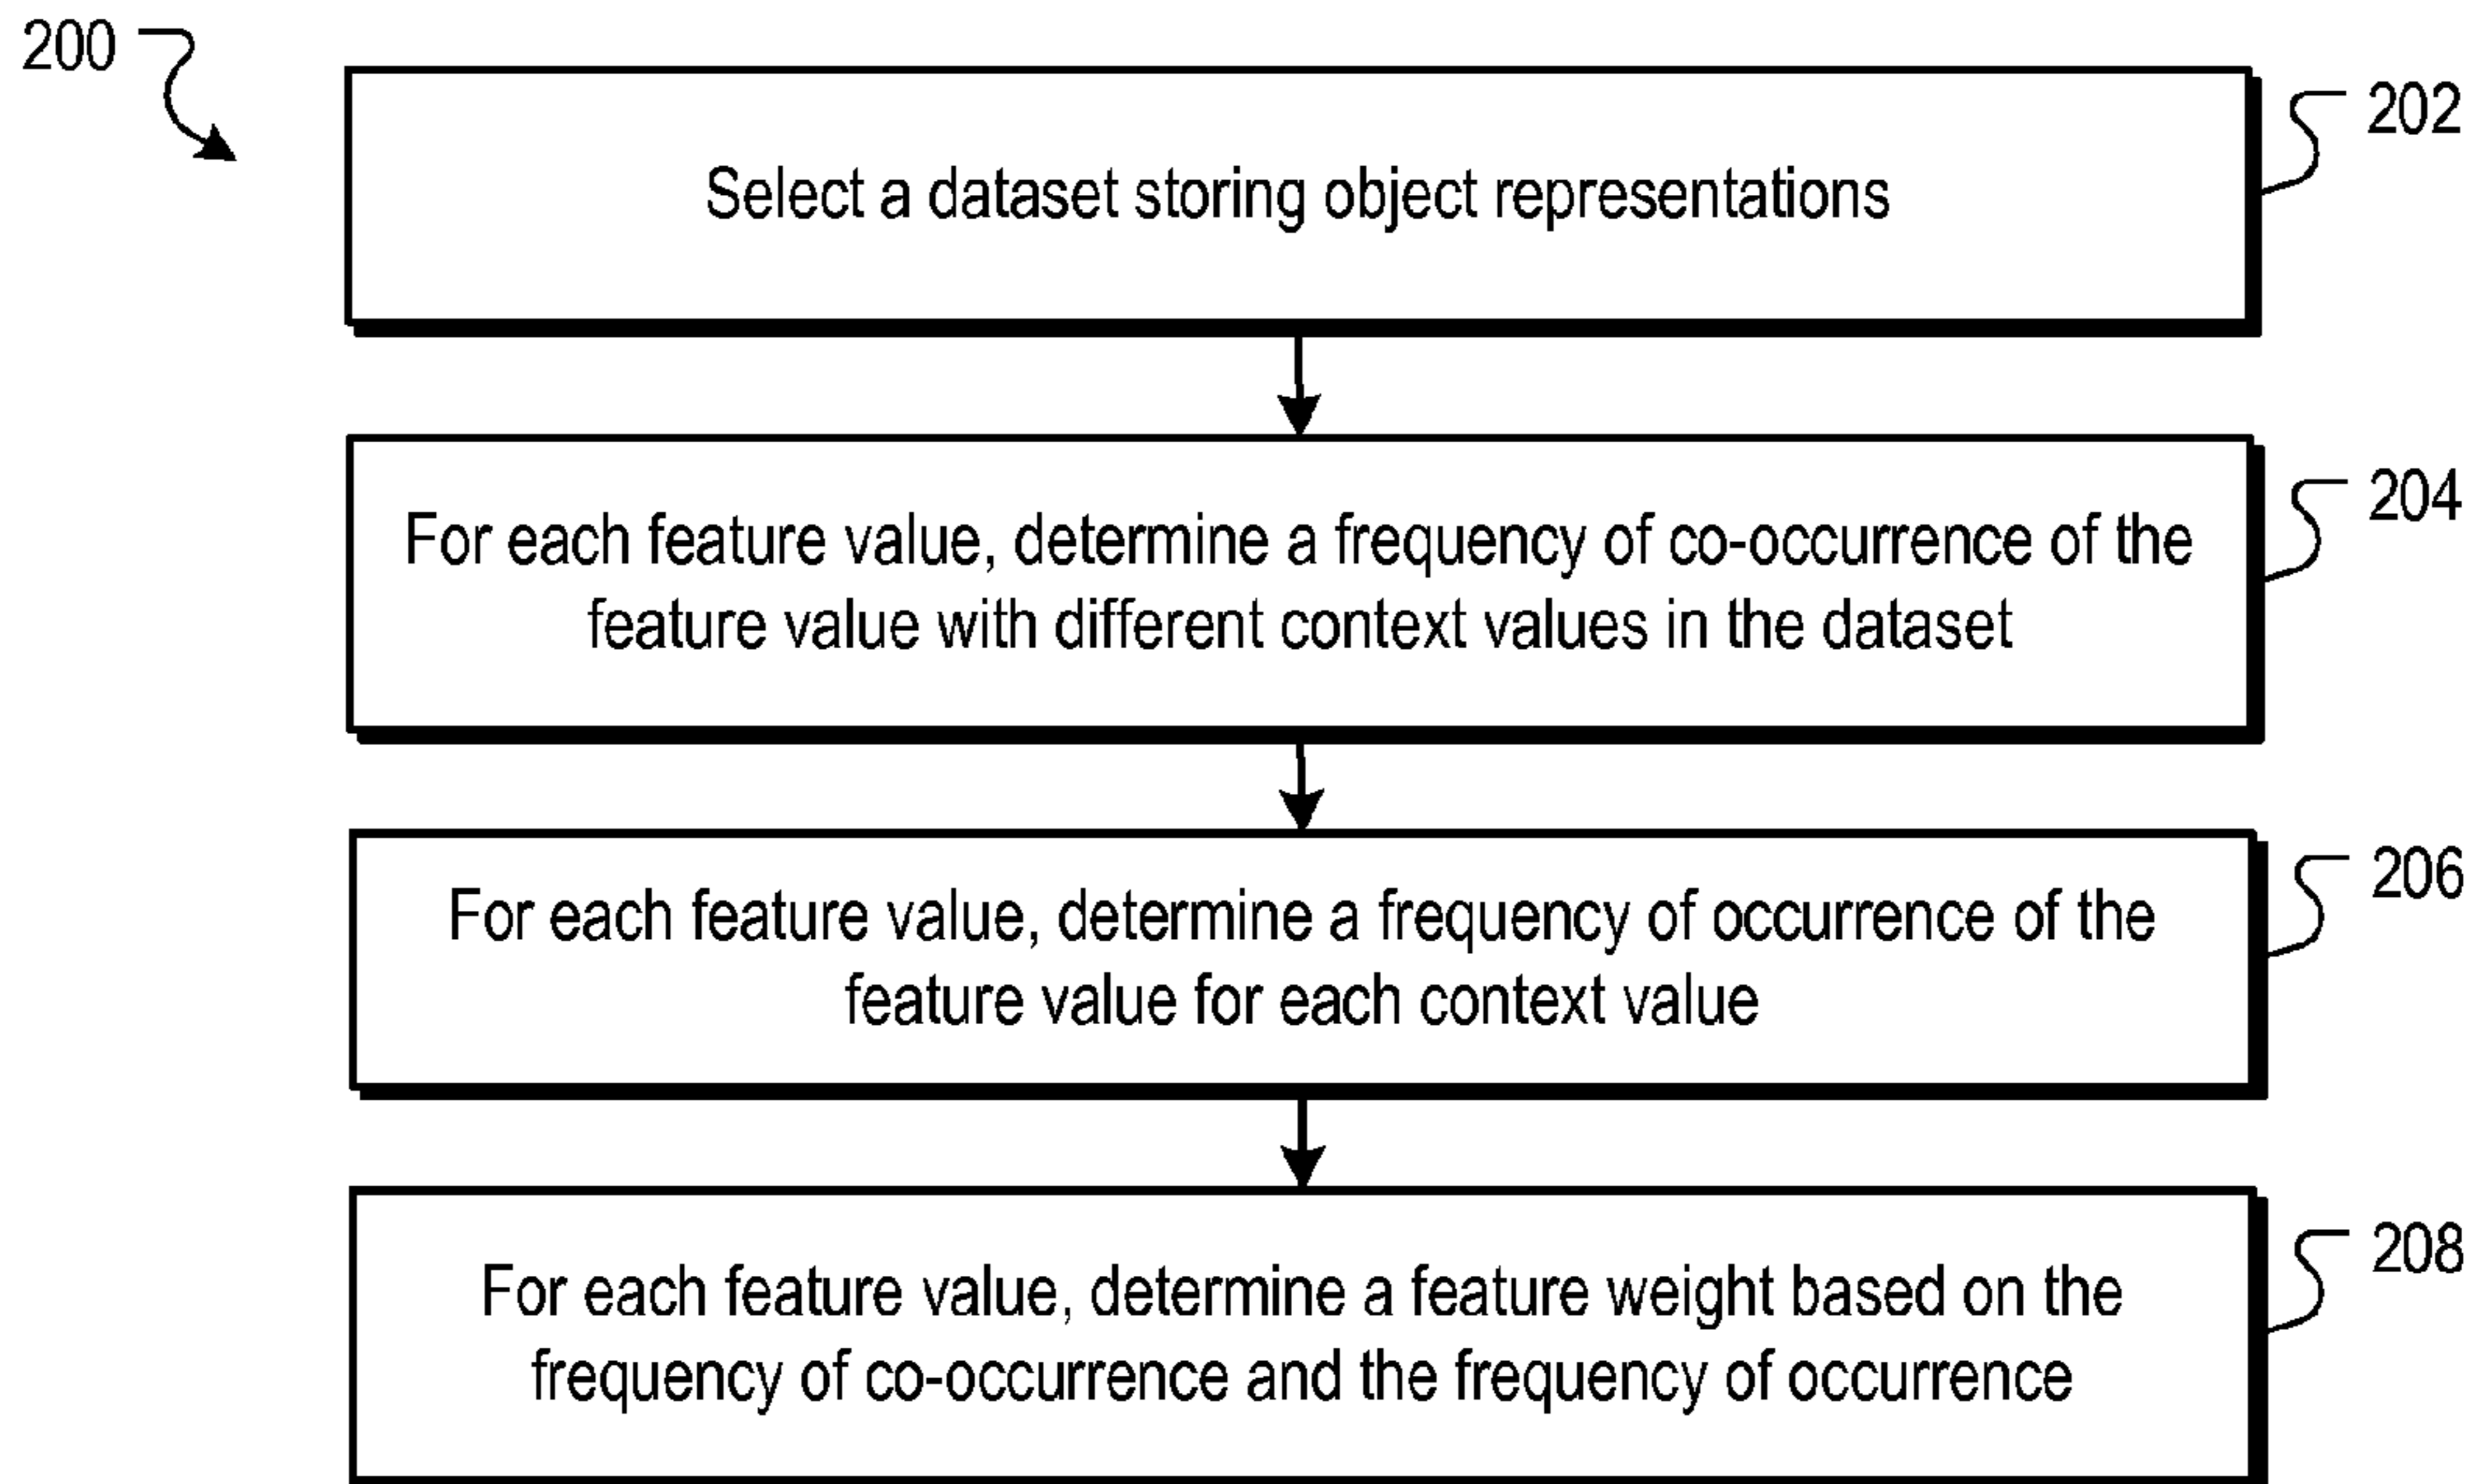 200
202
Select a dataset storing object representations
204
For each feature value, determine a frequency of co-occurrence of the
feature value with different context values in the dataset
206
For each feature value, determine a frequency of occurrence of the
feature value for each context value
208
For each feature value, determine a feature weight based on the
frequency of co-occurrence and the frequency of occurrence